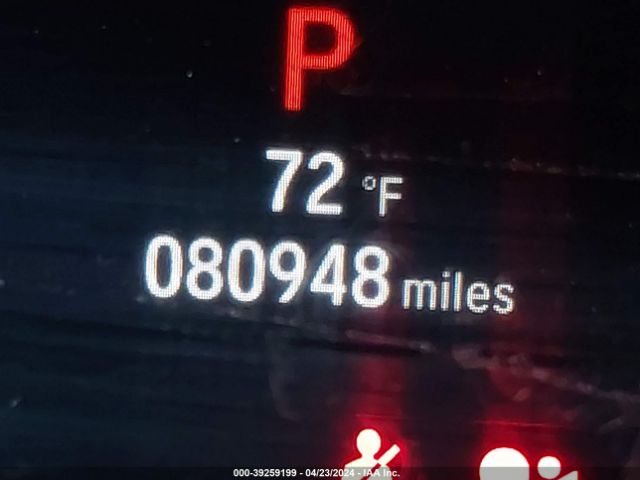 P
72 °F
080948 miles
000-39259199 - 04/23/2024 - IAA Inc.